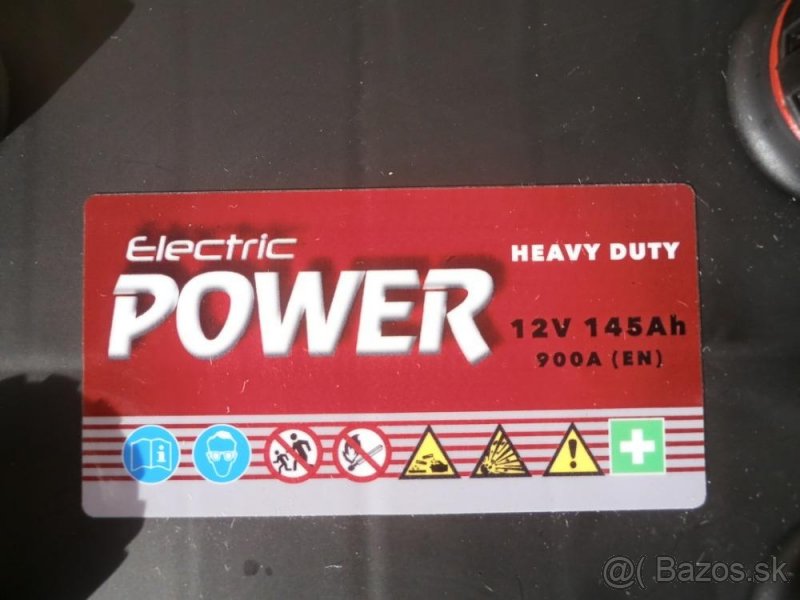 Electric
POWER
HEAVY DUTY
12V 145Ah
900A (EN)
@( Bazos.sk